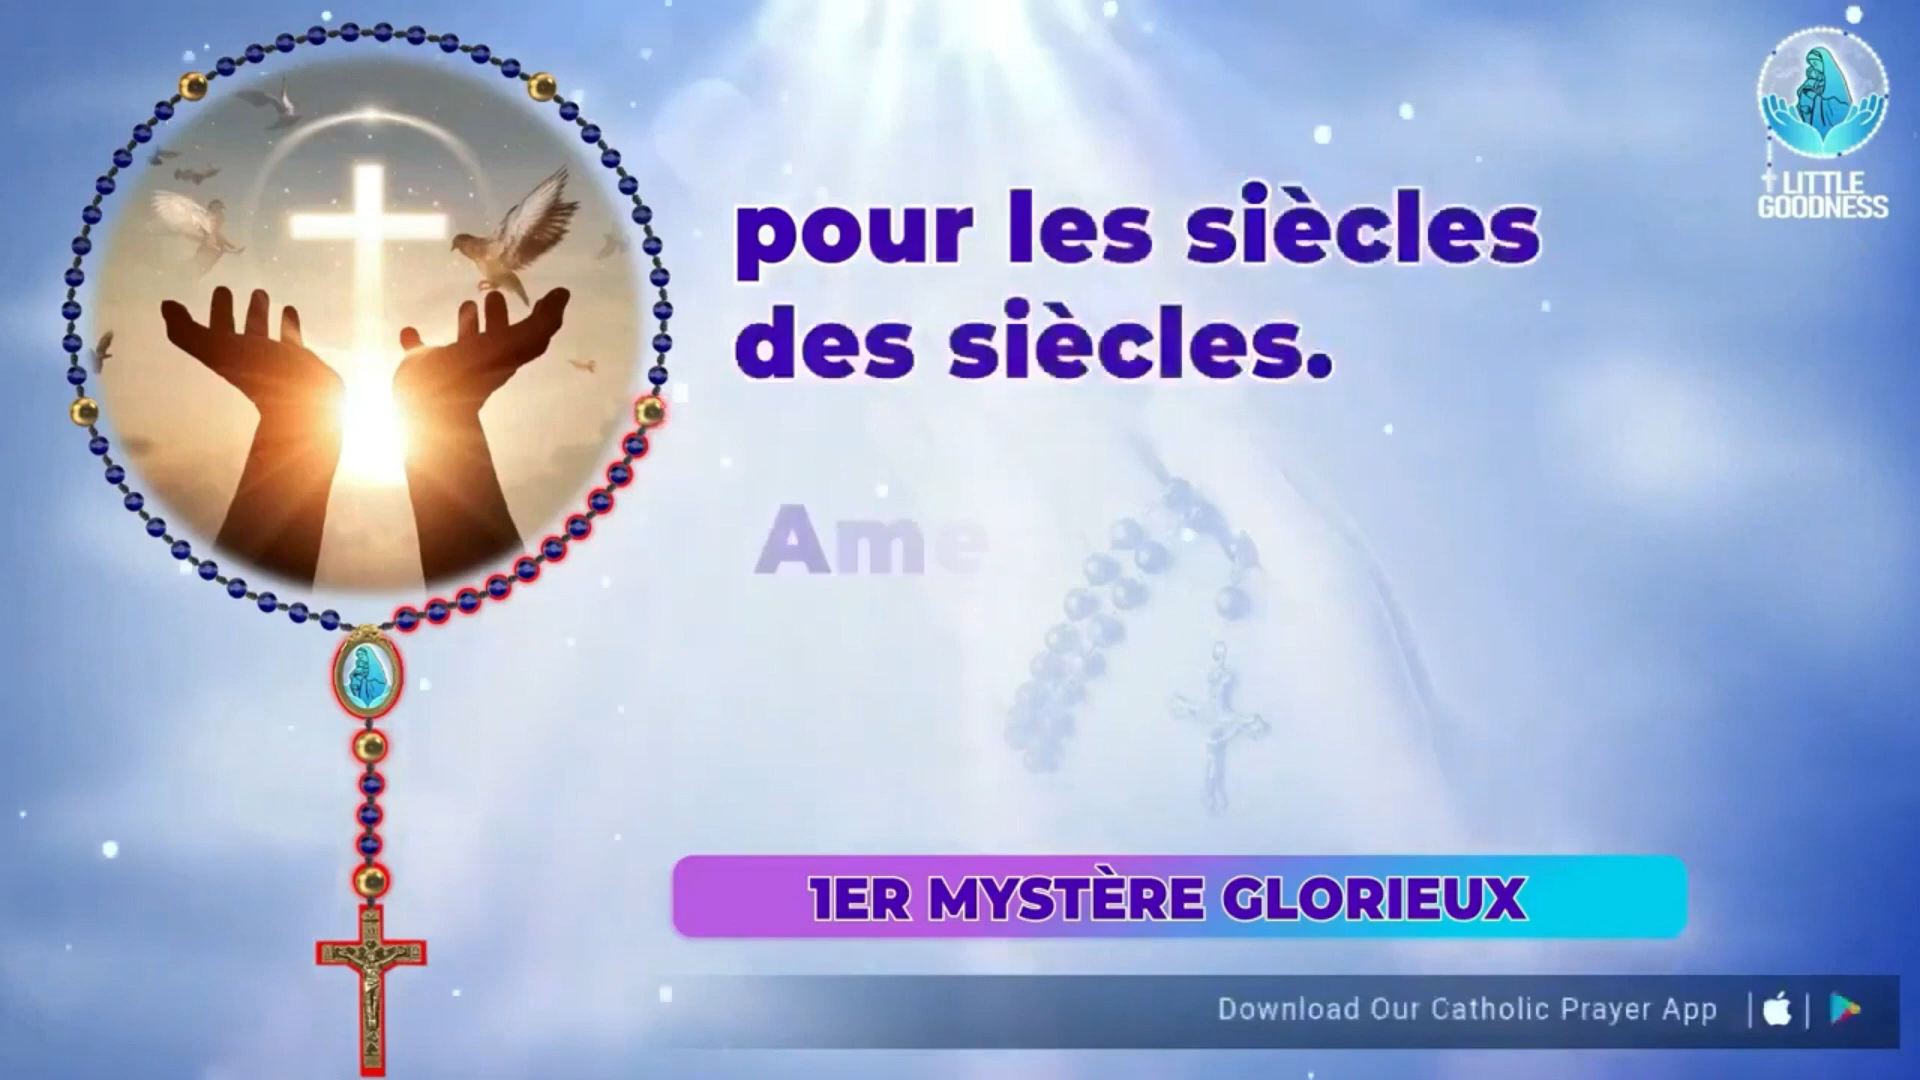 pour les siècles
des siècles.
Ame
1ER MYSTÈRE GLORIEUX
Download Our Catholic Prayer App
LITTLE
GOODNESS